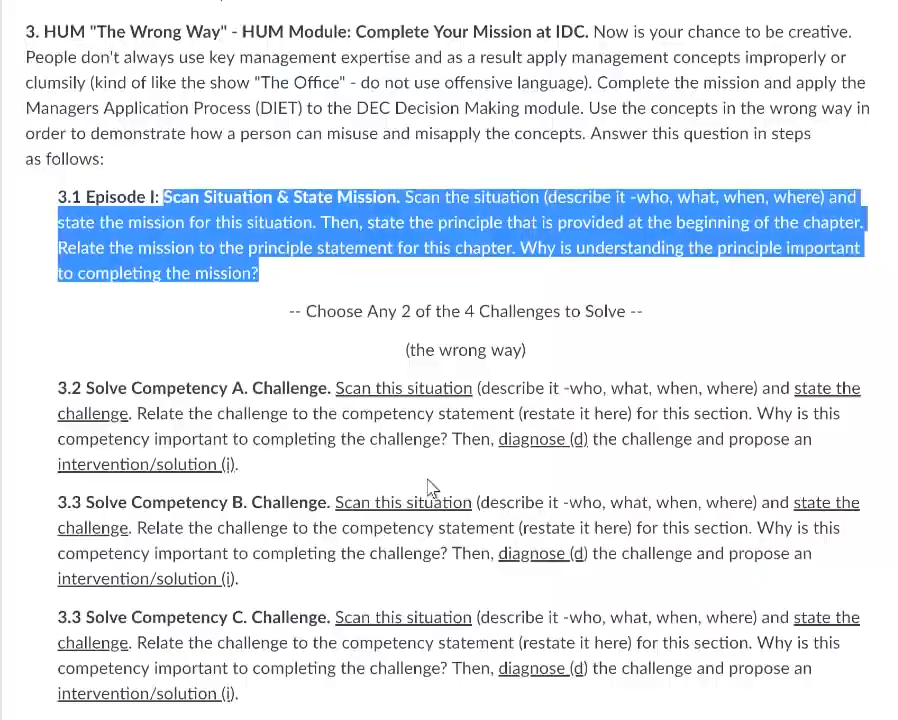 3. HUM "The Wrong Way" - HUM Module: Complete Your Mission at IDC. Now is your chance to be creative.
People don't always use key management expertise and as a result apply management concepts improperly or
clumsily (kind of like the show "The Office" - do not use offensive language). Complete the mission and apply the
Managers Application Process (DIET) to the DEC Decision Making module. Use the concepts in the wrong way in
order to demonstrate how a person can misuse and misapply the concepts. Answer this question in steps
as follows:
3.1 Episode I: Scan Situation & State Mission. Scan the situation (describe it -who, what, when, where) and
state the mission for this situation. Then, state the principle that is provided at the beginning of the chapter.
Relate the mission to the principle statement for this chapter. Why is understanding the principle important
to completing the mission?
-- Choose Any 2 of the 4 Challenges to Solve --
(the wrong way)
3.2 Solve Competency A. Challenge. Scan this situation (describe it -who, what, when, where) and state the
challenge. Relate the challenge to the competency statement (restate it here) for this section. Why is this
competency important to completing the challenge? Then, diagnose (d) the challenge and propose an
intervention/solution (i).
3.3 Solve Competency B. Challenge. Scan this situation (describe it -who, what, when, where) and state the
challenge. Relate the challenge to the competency statement (restate it here) for this section. Why is this
competency important to completing the challenge? Then, diagnose (d) the challenge and propose an
intervention/solution (i).
3.3 Solve Competency C. Challenge. Scan this situation (describe it -who, what, when, where) and state the
challenge. Relate the challenge to the competency statement (restate it here) for this section. Why is this
competency important to completing the challenge? Then, diagnose (d) the challenge and propose an
intervention/solution (i).